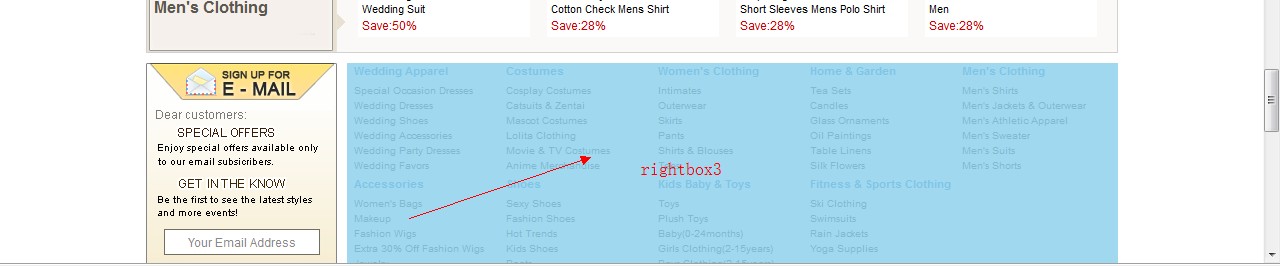 Men's Clothing
Wedding Suit
Save:50%
Cotton Check Mens Shirt
Save:28%
Short Sleeves Mens Polo Shirt
Save:28%
Men
Save:28%
SIGN UP FOR
E - MAIL
Dear customers:
SPECIAL OFFERS
Enjoy special offers available only
to our email subsicribers.
GET IN THE KNOW
Be the first to see the latest styles
and more events!
Your Email Address
Wedding Apparel
Special Occasion Dresses
Wedding Dresses
Wedding Shoes
Wedding Accessories
Wedding Party Dresses
Wedding Favors
Costumes
Cosplay Costumes
Catsuits & Zentai
Mascot Costumes
Lolita Clothing
Movie & TV Costumes
Anime Merchandise
Women's Clothing
Intimates
Outerwear
Skirts
Pants
Shirts & Blouses
Home & Garden
Tea Sets
Candles
Glass Ornaments
Oil Paintings
Table Linens
Silk Flowers
Men's Clothing
Men's Shirts
Men's Jackets & Outerwear
Men's Athletic Apparel
Men's Sweater
Men's Suits
Men's Shorts
rightbox3
Accessories
Women's Bags
Makeup
Fashion Wigs
Extra 30% Off Fashion Wigs
Shoes
Sexy Shoes
Fashion Shoes
Hot Trends
Kids Shoes
Kids Baby & Toys
Toys
Plush Toys
Baby(0-24months)
Girls Clothing(2-15years)
Fitness & Sports Clothing
Ski Clothing
Swimsuits
Rain Jackets
Yoga Supplies